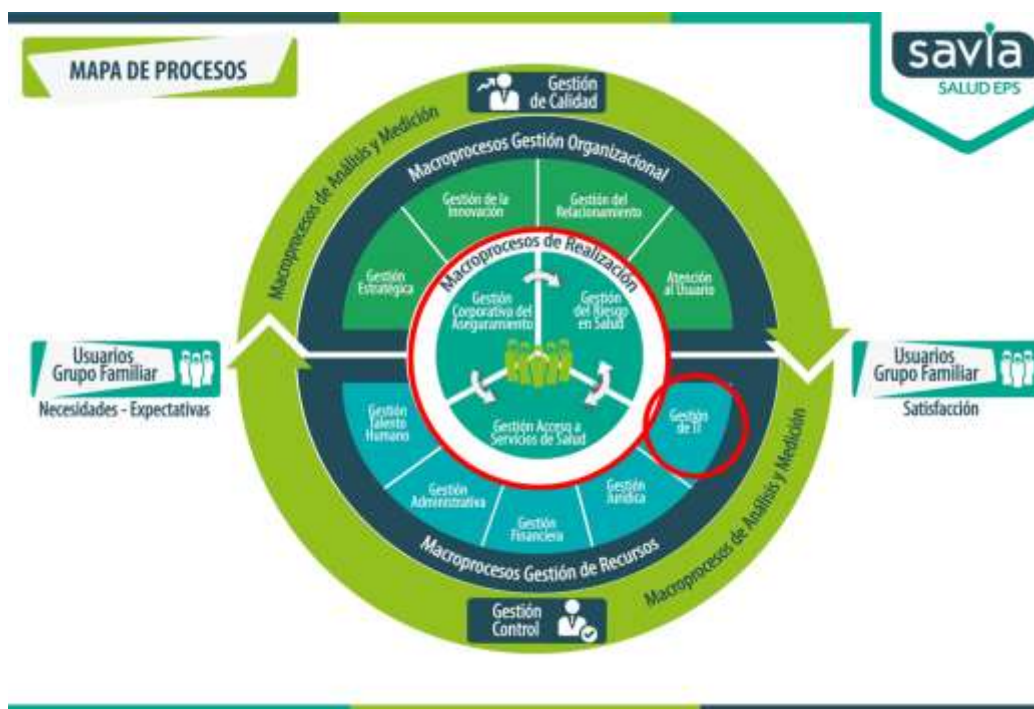 MAPA DE PROCESOS
savia
SALUD EPS
Gestión
de Calidad
Macroprocesos de Análisis y Medición
Macroprocesos Gestión Organizacional
Gestión de la
Innovación
Gestión del
Relacionamiento
Gestión
Estratégica
Atención
al Usuario
Macroprocesos de Realización
Gestión
Corporativa del
Aseguramiento
Gestión
del Riesgo
en Salud
Gestión Acceso a
Servicios de Salud
Usuarios
Grupo Familiar
Necesidades - Expectativas
Usuarios
Grupo Familiar
Satisfacción
Gestión
Talento
Humano
Gestión
Administrativa
Gestión
Financiera
Gestión
Jurídica
Gestión
de TI
Macroprocesos Gestión de Recursos
Macroprocesos de Análisis y Medición
Gestión
Control